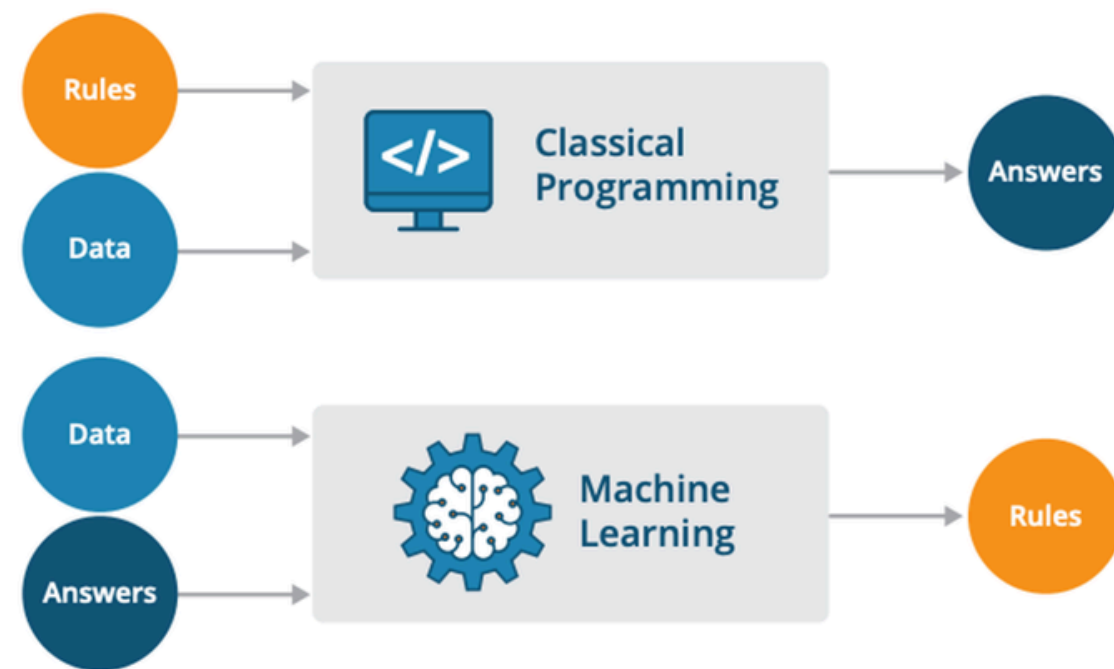 Rules
Data
</>
Classical
Programming
Answers
Data
Answers
Machine
Learning
Rules